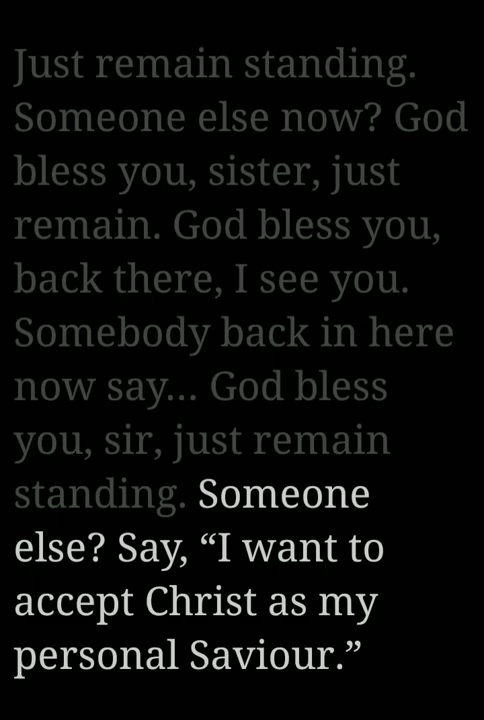 Just remain standing.
Someone else now? God
bless you, sister, just
remain. God bless you,
back there, I see you.
Somebody back in here
now say... God bless
you, sir, just remain
standing. Someone
else? Say, “I want to
accept Christ as my
personal Saviour.”